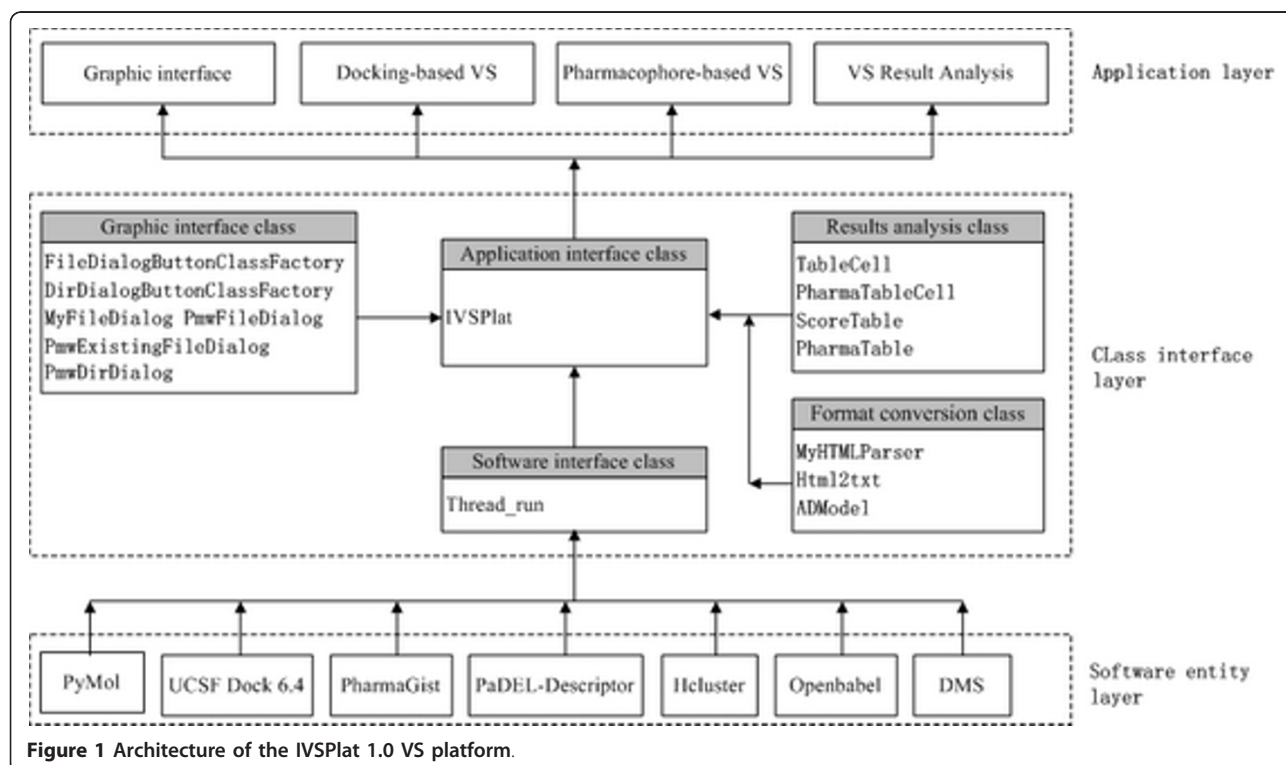 Graphic interface
Docking-based VS
Pharmacophore-based VS
VS Result Analysis
Application layer
Graphic interface class
FileDialogButtonClassFactory
DirDialogButtonClassFactory
MyFileDialog PmwFileDialog
PmwExistingFileDialog
PmwDirDialog
Application interface class
IVSPlat
Results analysis class
TableCell
PharmaTableCell
ScoreTable
PharmaTable
CLass interface
layer
Format conversion class
MyHTMLParser
Html2txt
ADModel
Software interface class
Thread_run
PyMol
UCSF Dock 6.4
PharmaGist
PaDEL-Descriptor
Hcluster
Openbabel
DMS
Software entity
layer
Figure 1 Architecture of the IVSPlat 1.0 VS platform.